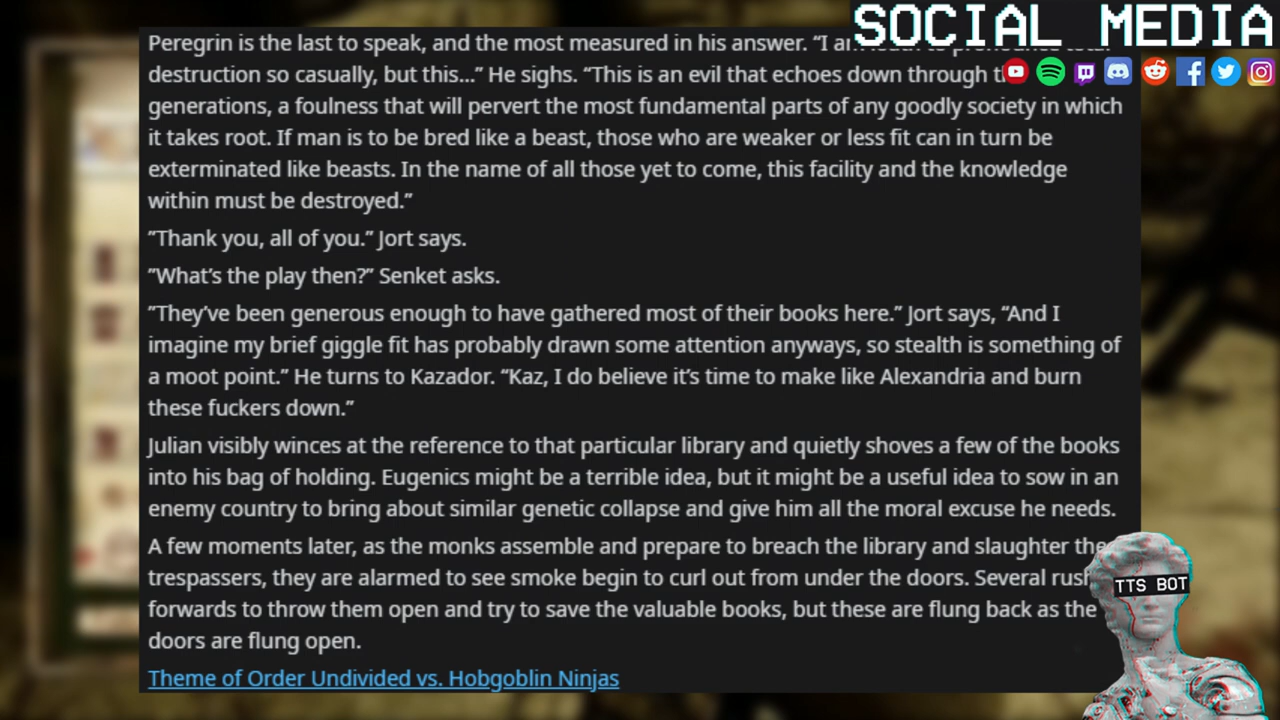 SOCIAL MEDIA
Peregrin is the last to speak, and the most measured in his answer. “I am
destruction so casually, but this...” He sighs. “This is an evil that echoes down through
generations, a foulness that will pervert the most fundamental parts of any goodly society in which
it takes root. If man is to be bred like a beast, those who are weaker or less fit can in turn be
exterminated like beasts. In the name of all those yet to come, this facility and the knowledge
within must be destroyed.”
”Thank you, all of you.” Jort says.
”What’s the play then?” Senket asks.
”They’ve been generous enough to have gathered most of their books here.” Jort says, “And I
imagine my brief giggle fit has probably drawn some attention anyways, so stealth is something of
a moot point.” He turns to Kazador. “Kaz, I do believe it’s time to make like Alexandria and burn
these fuckers down.”
Julian visibly winces at the reference to that particular library and quietly shoves a few of the books
into his bag of holding. Eugenics might be a terrible idea, but it might be a useful idea to sow in an
enemy country to bring about similar genetic collapse and give him all the moral excuse he needs.
A few moments later, as the monks assemble and prepare to breach the library and slaughter the
trespassers, they are alarmed to see smoke begin to curl out from under the doors. Several rush
forwards to throw them open and try to save the valuable books, but these are flung back as the
doors are flung open.
Theme of Order Undivided vs. Hobgoblin Ninjas
TTS BOT